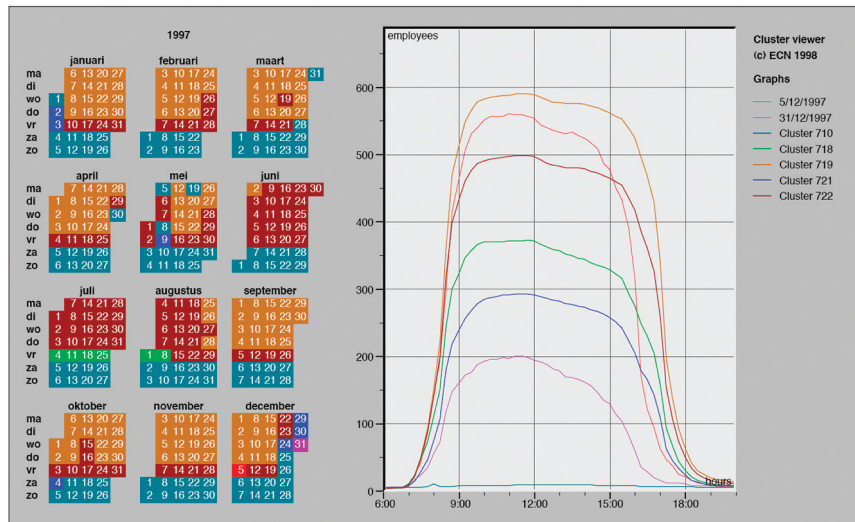 1997
januari februari maart
ma 6 13 20 27 3 10 17 24 3 10 17 24 31
di 7 14 21 28 4 11 18 25 4 11 18 25
wo 1 8 15 22 29 5 12 19 26 5 12 19 26
do 2 9 16 23 30 6 13 20 27 6 13 20 27
vr 3 10 17 24 31 7 14 21 28 7 14 21 28
za 4 11 18 25 1 8 15 22 1 8 15 22 29
zo 5 12 19 26 2 9 16 23 2 9 16 23 30
april mei juni
ma 7 14 21 28 5 12 19 26 2 9 16 23 30
di 1 8 15 22 29 6 13 20 27 3 10 17 24
wo 2 9 16 23 30 7 14 21 28 4 11 18 25
do 3 10 17 24 1 8 15 22 29 5 12 19 26
vr 4 11 18 25 2 9 16 23 30 6 13 20 27
za 5 12 19 26 3 10 17 24 31 7 14 21 28
zo 6 13 20 27 4 11 18 25 1 8 15 22 29
juli augustus september
ma 7 14 21 28 4 11 18 25 1 8 15 22 29
di 1 8 15 22 29 5 12 19 26 2 9 16 23 30
wo 2 9 16 23 30 6 13 20 27 3 10 17 24
do 3 10 17 24 31 7 14 21 28 4 11 18 25
vr 4 11 18 25 1 8 15 22 29 5 12 19 26
za 5 12 19 26 2 9 16 23 30 6 13 20 27
zo 6 13 20 27 3 10 17 24 31 7 14 21 28
oktober november december
ma 6 13 20 27 3 10 17 24 1 8 15 22 29
di 7 14 21 28 4 11 18 25 2 9 16 23 30
wo 1 8 15 22 29 5 12 19 26 3 10 17 24 31
do 2 9 16 23 30 6 13 20 27 4 11 18 25
vr 3 10 17 24 31 7 14 21 28 5 12 19 26
za 4 11 18 25 1 8 15 22 29 6 13 20 27
zo 5 12 19 26 2 9 16 23 30 7 14 21 28
employees
600
500
400
300
200
100
0
6:00 9:00 12:00 15:00 18:00
hours
Cluster viewer
(c) ECN 1998
Graphs
5/12/1997
31/12/1997
Cluster 710
Cluster 718
Cluster 719
Cluster 721
Cluster 722